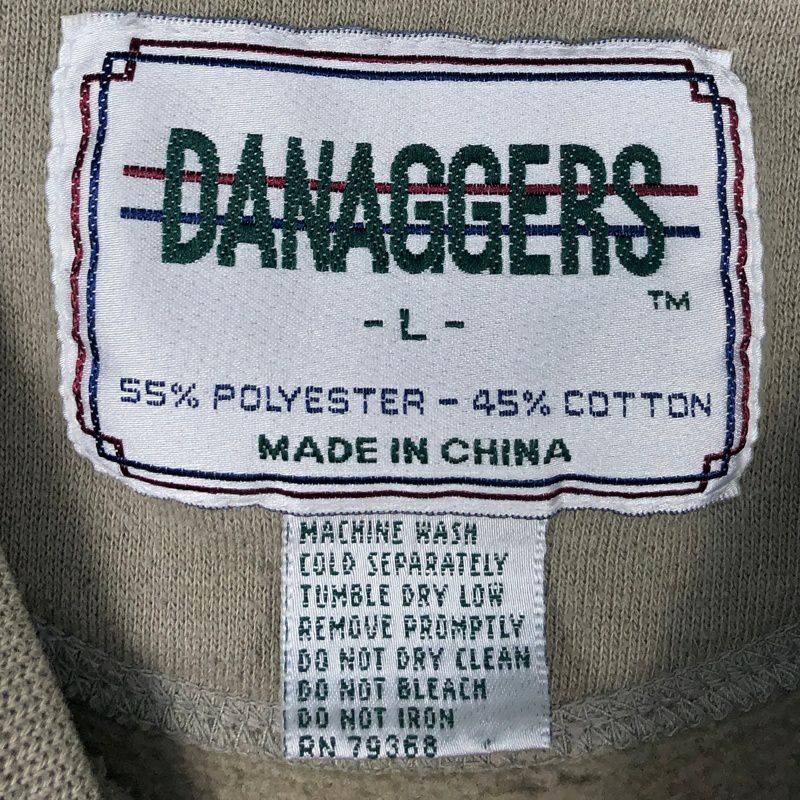 DANAGGERS
TM
- L -
55% POLYESTER - 45% COTTON
MADE IN CHINA
MACHINE WASH
COLD SEPARATELY
TUMBLE DRY LOW
REMOVE PROMPTLY
DO NOT DRY CLEAN
DO NOT BLEACH
DO NOT IRON
RN 79368